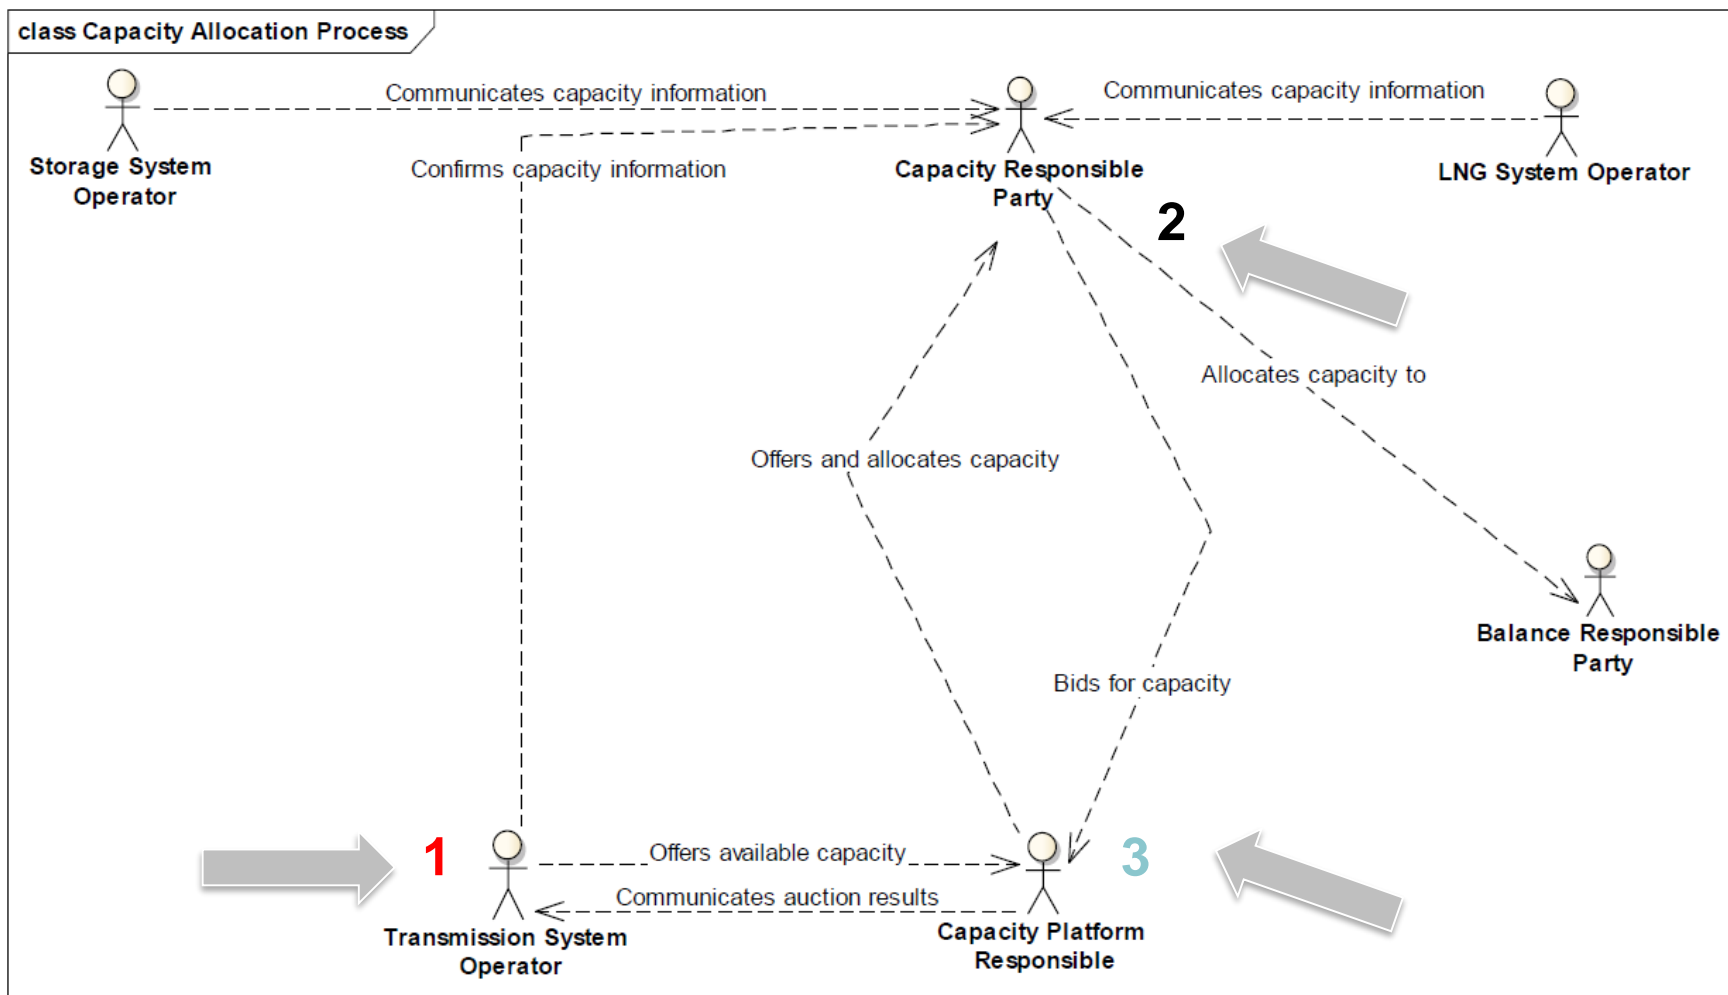 class Capacity Allocation Process
Communicates capacity information
Communicates capacity information
Storage System
Operator
Confirms capacity information
Capacity Responsible
Party
LNG System Operator
2
Allocates capacity to
Offers and allocates capacity
Balance Responsible
Party
Bids for capacity
1
Offers available capacity
3
Communicates auction results
Transmission System
Operator
Capacity Platform
Responsible